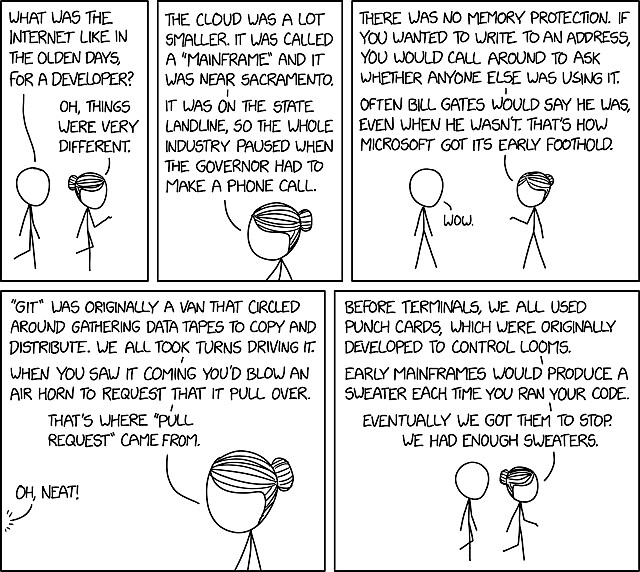 WHAT WAS THE
INTERNET LIKE IN
THE OLDEN DAYS,
FOR A DEVELOPER?
OH, THINGS
WERE VERY
DIFFERENT.
THE CLOUD WAS A LOT
SMALLER. IT WAS CALLED
A "MAINFRAME" AND IT
WAS NEAR SACRAMENTO.
IT WAS ON THE STATE
LANDLINE, SO THE WHOLE
INDUSTRY PAUSED WHEN
THE GOVERNOR HAD TO
MAKE A PHONE CALL.
THERE WAS NO MEMORY PROTECTION. IF
YOU WANTED TO WRITE TO AN ADDRESS,
YOU WOULD CALL AROUND TO ASK
WHETHER ANYONE ELSE WAS USING IT.
OFTEN BILL GATES WOULD SAY HE WAS,
EVEN WHEN HE WASN'T. THAT'S HOW
MICROSOFT GOT ITS EARLY FOOTHOLD.
WOW.
"GIT" WAS ORIGINALLY A VAN THAT CIRCLED
AROUND GATHERING DATA TAPES TO COPY AND
DISTRIBUTE. WE ALL TOOK TURNS DRIVING IT.
WHEN YOU SAW IT COMING YOU'D BLOW AN
AIR HORN TO REQUEST THAT IT PULL OVER.
THAT'S WHERE "PULL
REQUEST" CAME FROM.
OH, NEAT!
BEFORE TERMINALS, WE ALL USED
PUNCH CARDS, WHICH WERE ORIGINALLY
DEVELOPED TO CONTROL LOOMS.
EARLY MAINFRAMES WOULD PRODUCE A
SWEATER EACH TIME YOU RAN YOUR CODE.
EVENTUALLY WE GOT THEM TO STOP.
WE HAD ENOUGH SWEATERS.